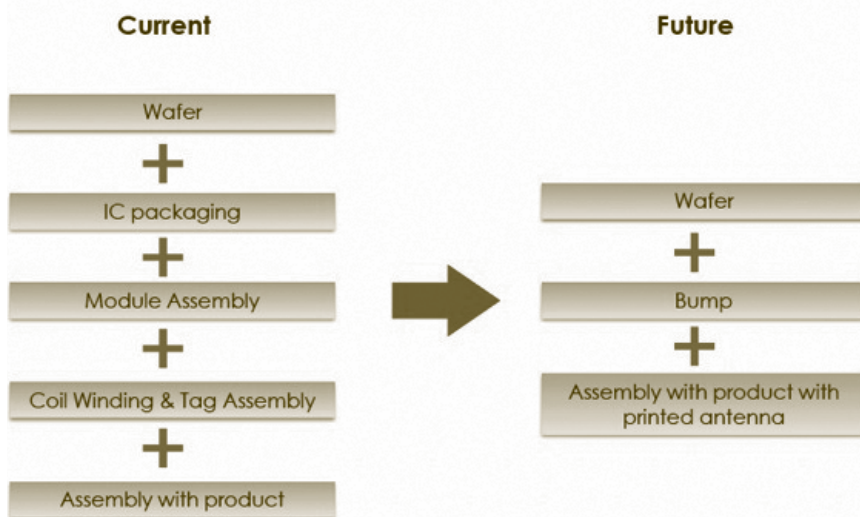 Current
Wafer
+
IC packaging
+
Module Assembly
+
Coil Winding & Tag Assembly
+
Assembly with product
Future
Wafer
+
Bump
+
Assembly with product with
printed antenna